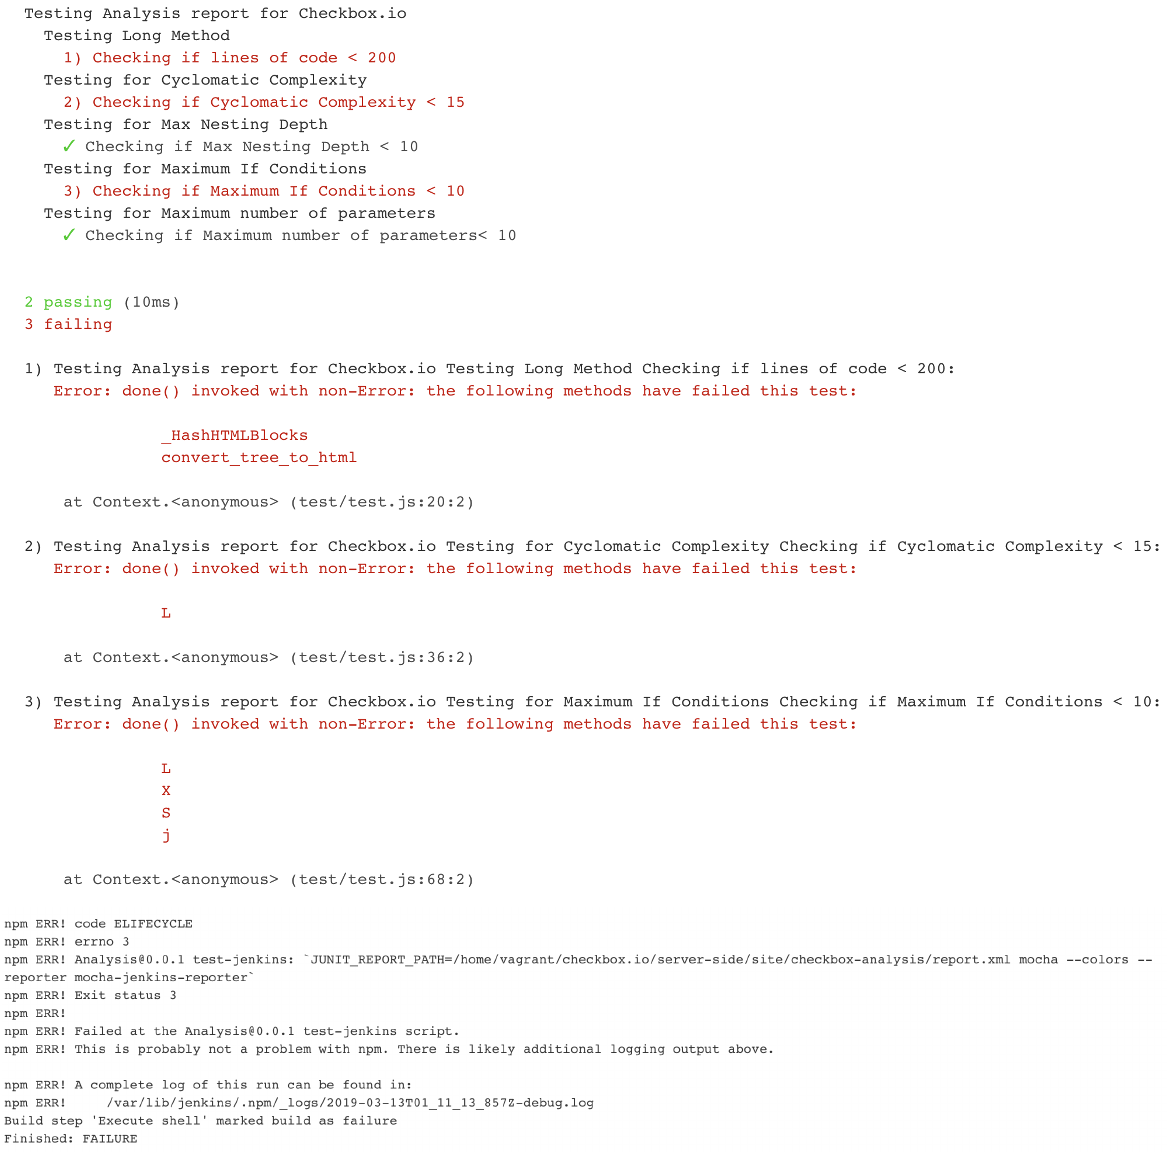 Testing Analysis report for Checkbox.io
Testing Long Method
1) Checking if lines of code < 200
Testing for Cyclomatic Complexity
2) Checking if Cyclomatic Complexity < 15
Testing for Max Nesting Depth
✓ Checking if Max Nesting Depth < 10
Testing for Maximum If Conditions
3) Checking if Maximum If Conditions < 10
Testing for Maximum number of parameters
✓ Checking if Maximum number of parameters< 10
2 passing (10ms)
3 failing
1) Testing Analysis report for Checkbox.io Testing Long Method Checking if lines of code < 200:
Error: done() invoked with non-Error: the following methods have failed this test:
_HashHTMLBlocks
convert_tree_to_html
at Context.<anonymous> (test/test.js:20:2)
2) Testing Analysis report for Checkbox.io Testing for Cyclomatic Complexity Checking if Cyclomatic Complexity < 15:
Error: done() invoked with non-Error: the following methods have failed this test:
L
at Context.<anonymous> (test/test.js:36:2)
3) Testing Analysis report for Checkbox.io Testing for Maximum If Conditions Checking if Maximum If Conditions < 10:
Error: done() invoked with non-Error: the following methods have failed this test:
L
X
S
j
at Context.<anonymous> (test/test.js:68:2)
npm ERR! code ELIFECYCLE
npm ERR! errno 3
npm ERR! Analysis@0.0.1 test-jenkins: `JUNIT_REPORT_PATH=/home/vagrant/checkbox.io/server-side/site/checkbox-analysis/report.xml mocha --colors --
reporter mocha-jenkins-reporter`
npm ERR! Exit status 3
npm ERR!
npm ERR! Failed at the Analysis@0.0.1 test-jenkins script.
npm ERR! This is probably not a problem with npm. There is likely additional logging output above.
npm ERR! A complete log of this run can be found in:
npm ERR!     /var/lib/jenkins/.npm/_logs/2019-03-13T01_11_13_857Z-debug.log
Build step 'Execute shell' marked build as failure
Finished: FAILURE